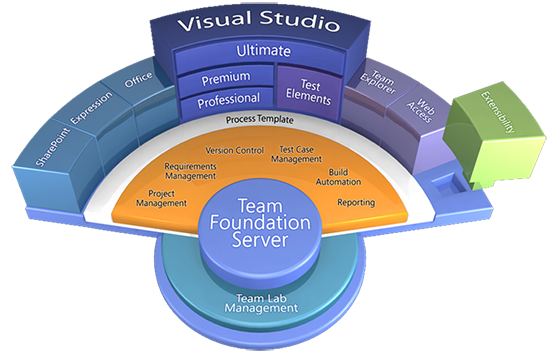 Visual Studio
Ultimate
Premium
Professional
Test
Elements
SharePoint
Expression
Office
Team
Explorer
Web
Access
Extensibility
Process Template
Version Control
Test Case
Management
Requirements
Management
Build
Automation
Project
Management
Reporting
Team
Foundation
Server
Team Lab
Management